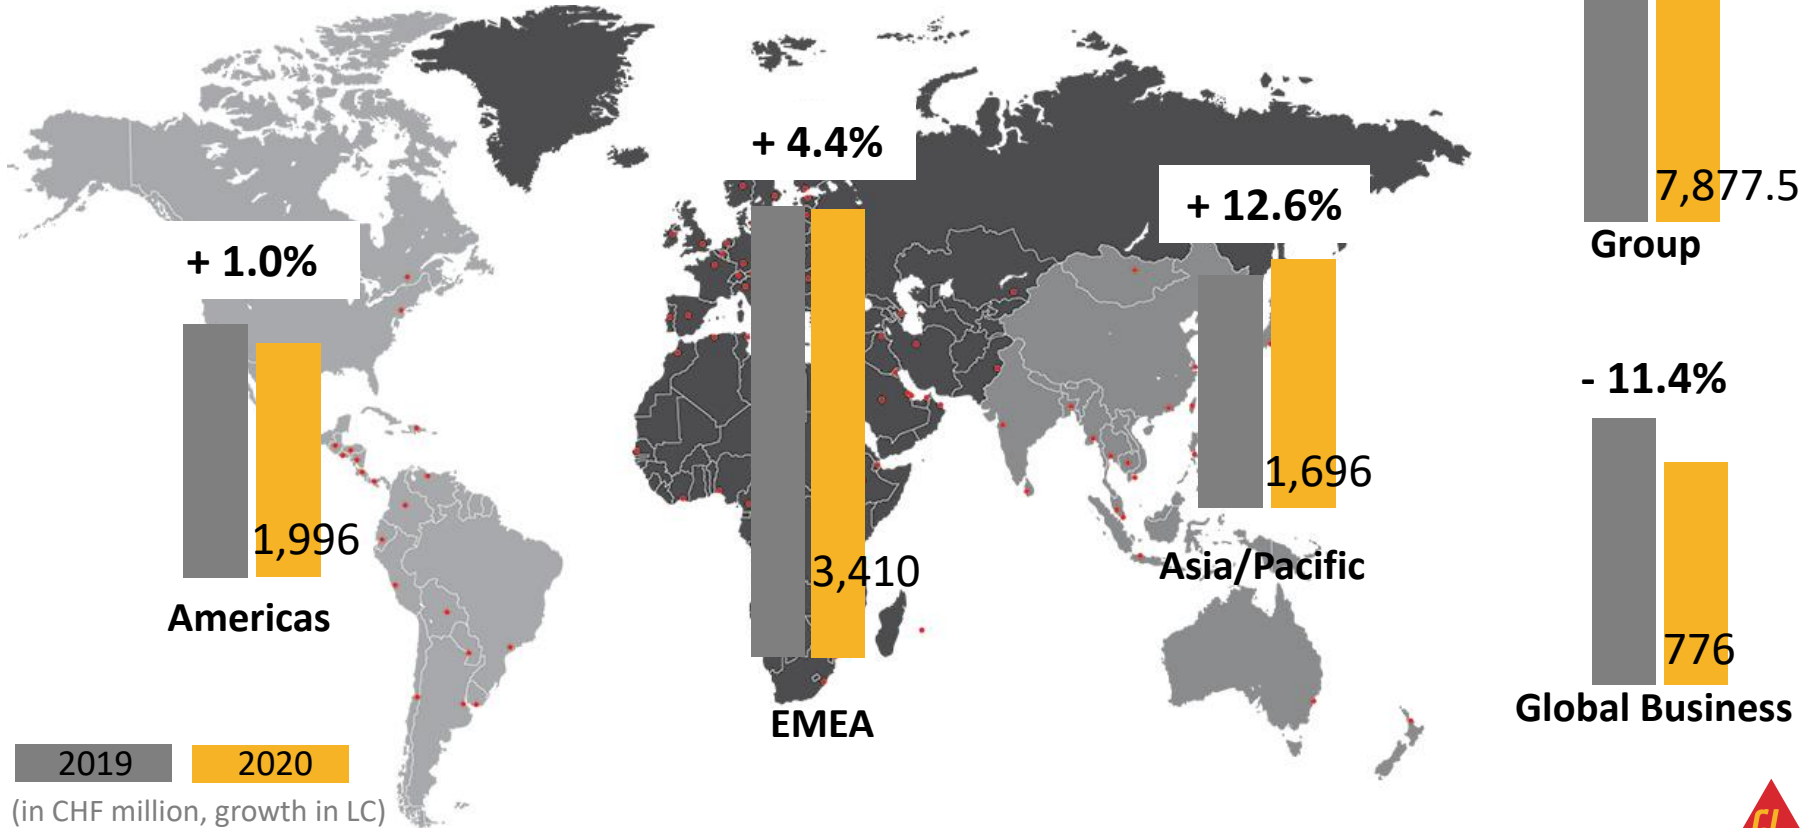 + 4.4%
7,877.5
+ 12.6%
Group
+ 1.0%
- 11.4%
1,696
1,996
3,410
Asia/Pacific
Americas
776
EMEA
Global Business
2019
2020
(in CHF million, growth in LC)